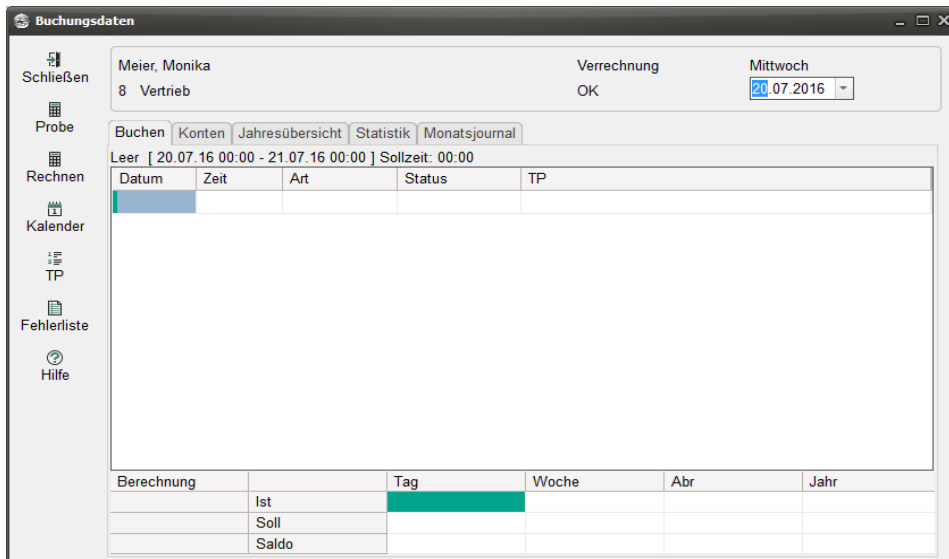 Buchungsdaten
Schließen
Probe
Rechnen
Kalender
TP
Fehlerliste
Hilfe
Meier, Monika Verrechnung Mittwoch
8 Vertrieb OK 20.07.2016
Buchen Konten Jahresübersicht Statistik Monatsjournal
Leer [ 20.07.16 00:00 - 21.07.16 00:00 ] Sollzeit: 00:00
Datum Zeit Art Status TP
Berechnung Tag Woche Abr Jahr
Ist
Soll
Saldo